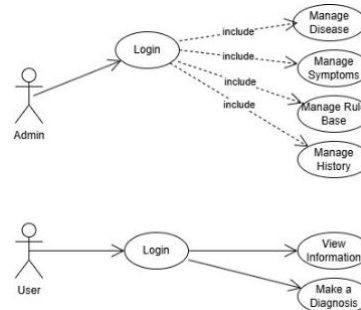 Manage
Disease
include
Login
include
Manage
Symptoms
include
Manage Rule
Base
include
Admin
Manage
History
Login
View
Information
User
Make a
Diagnosis